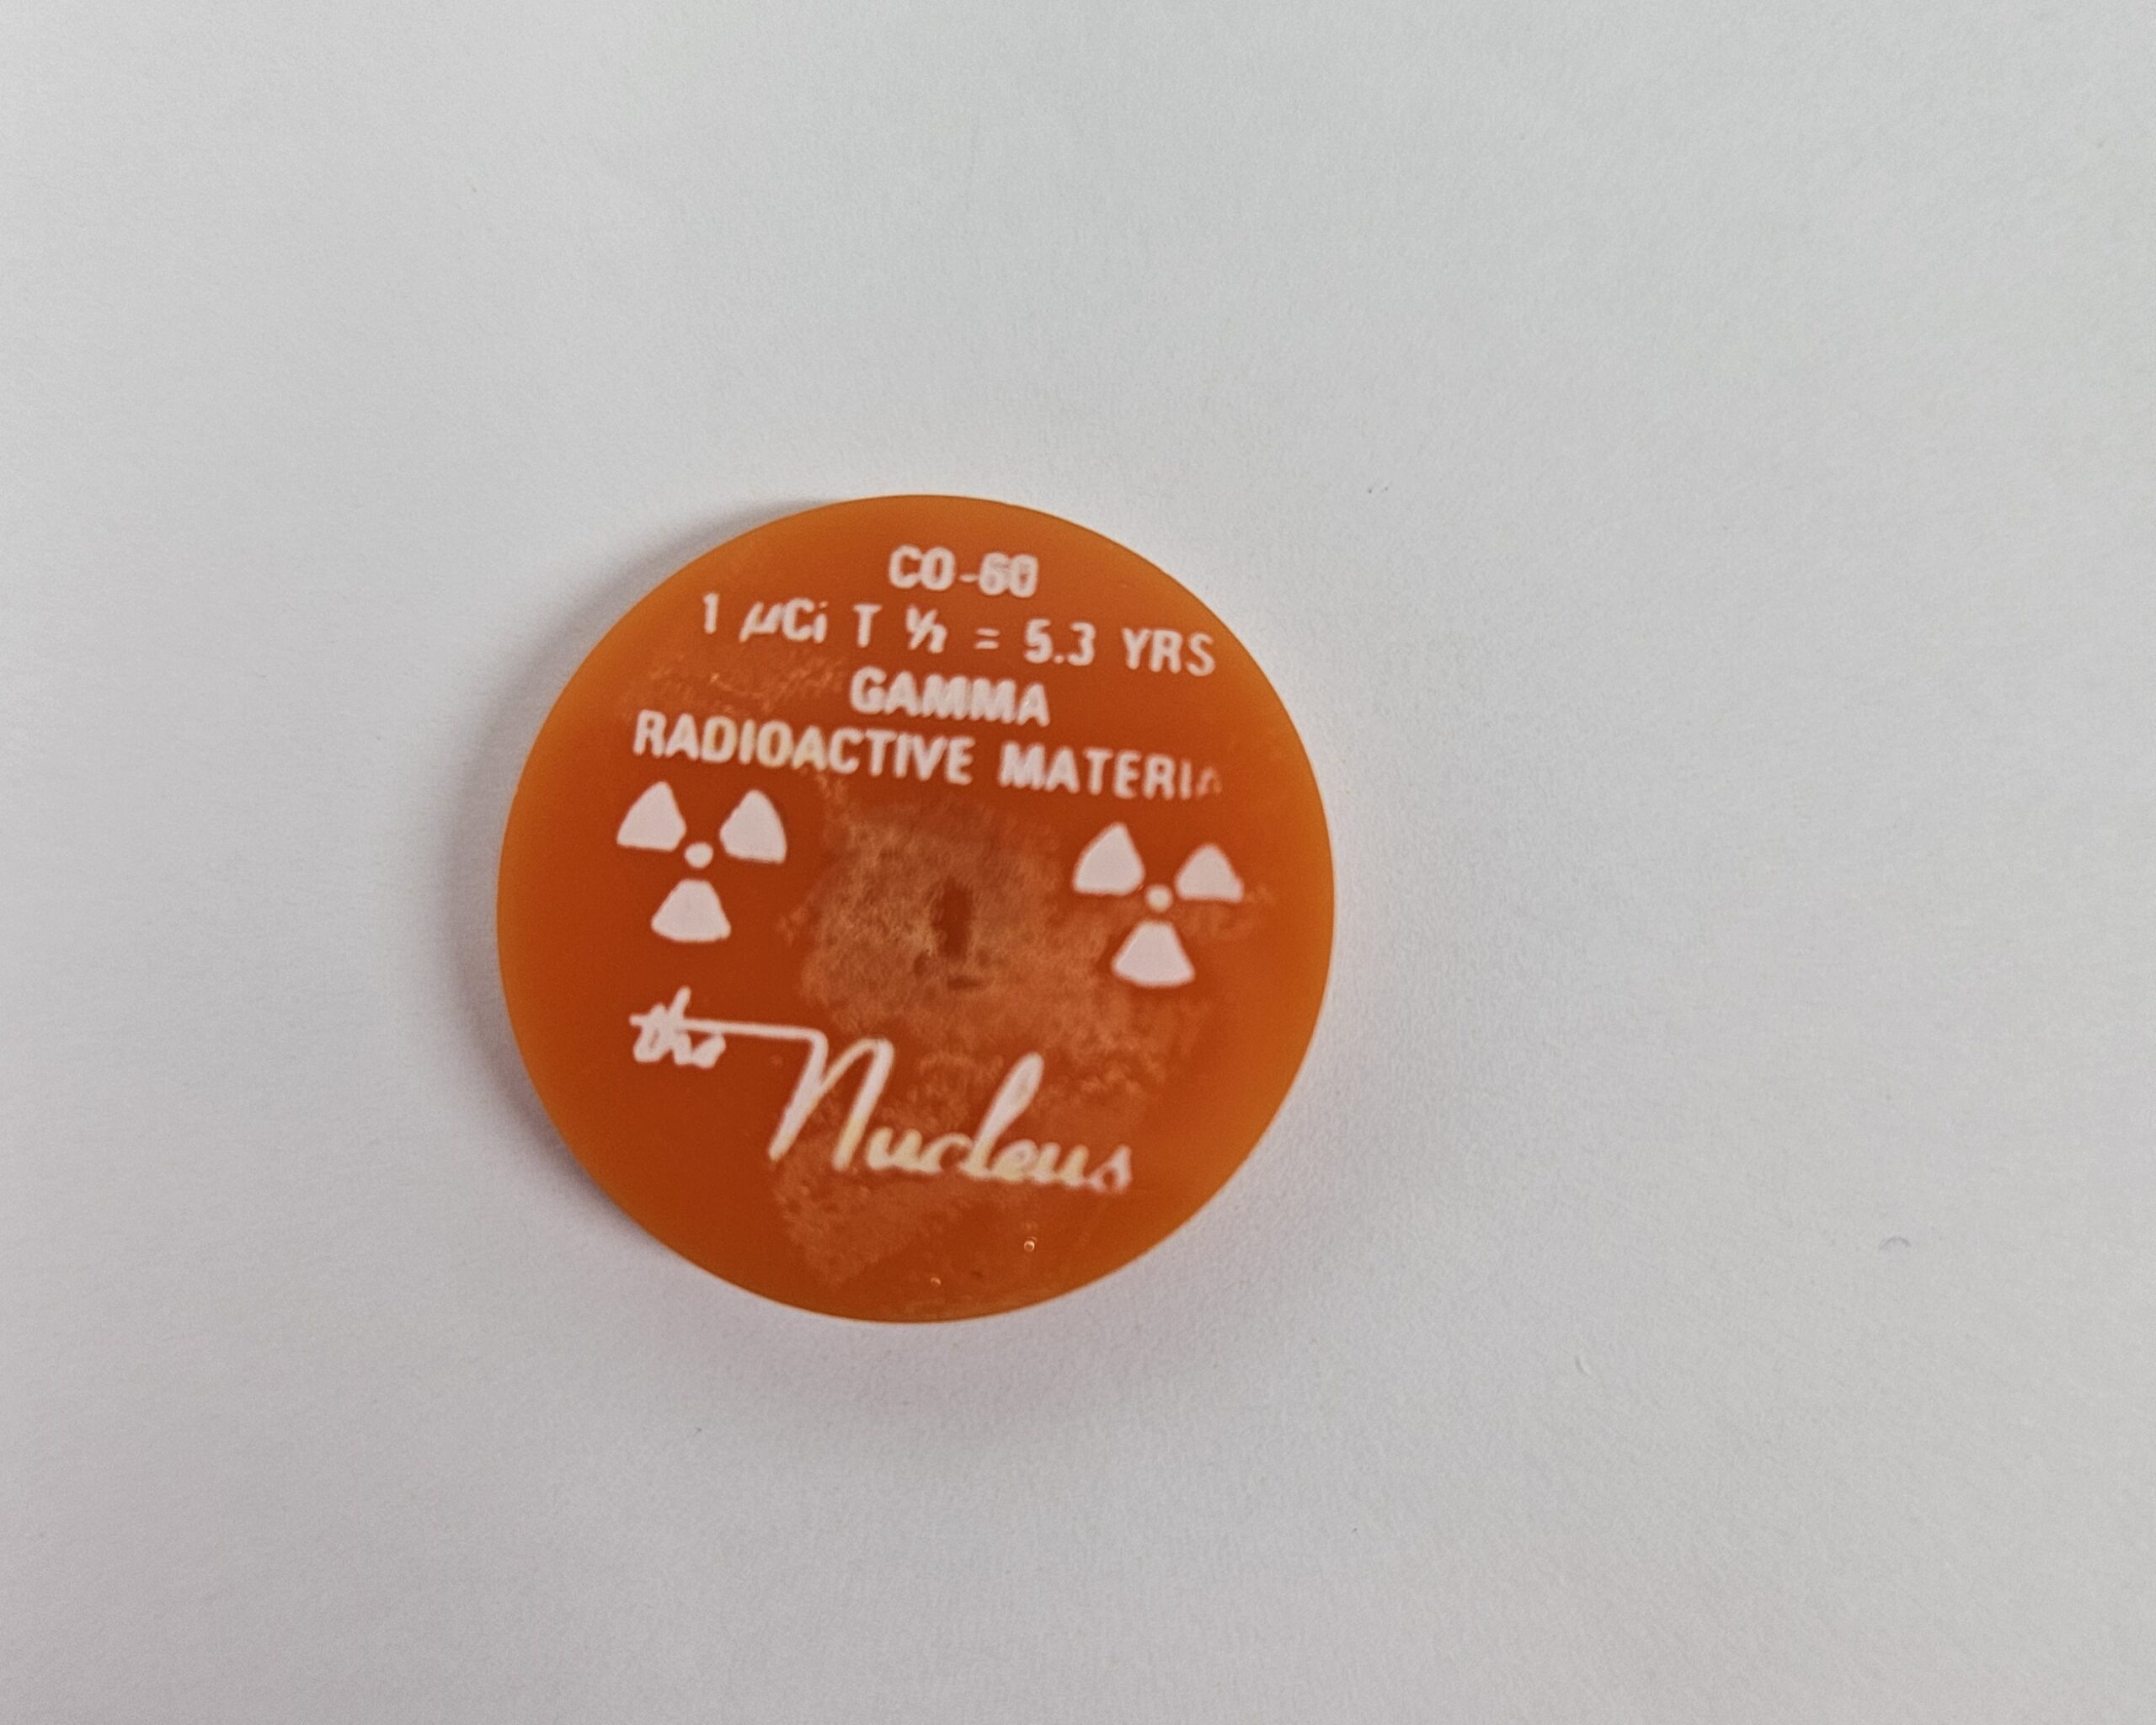 CO-60
1 µCi T ½ = 5.3 YRS
GAMMA
RADIOACTIVE MATERIA
the Nucleus